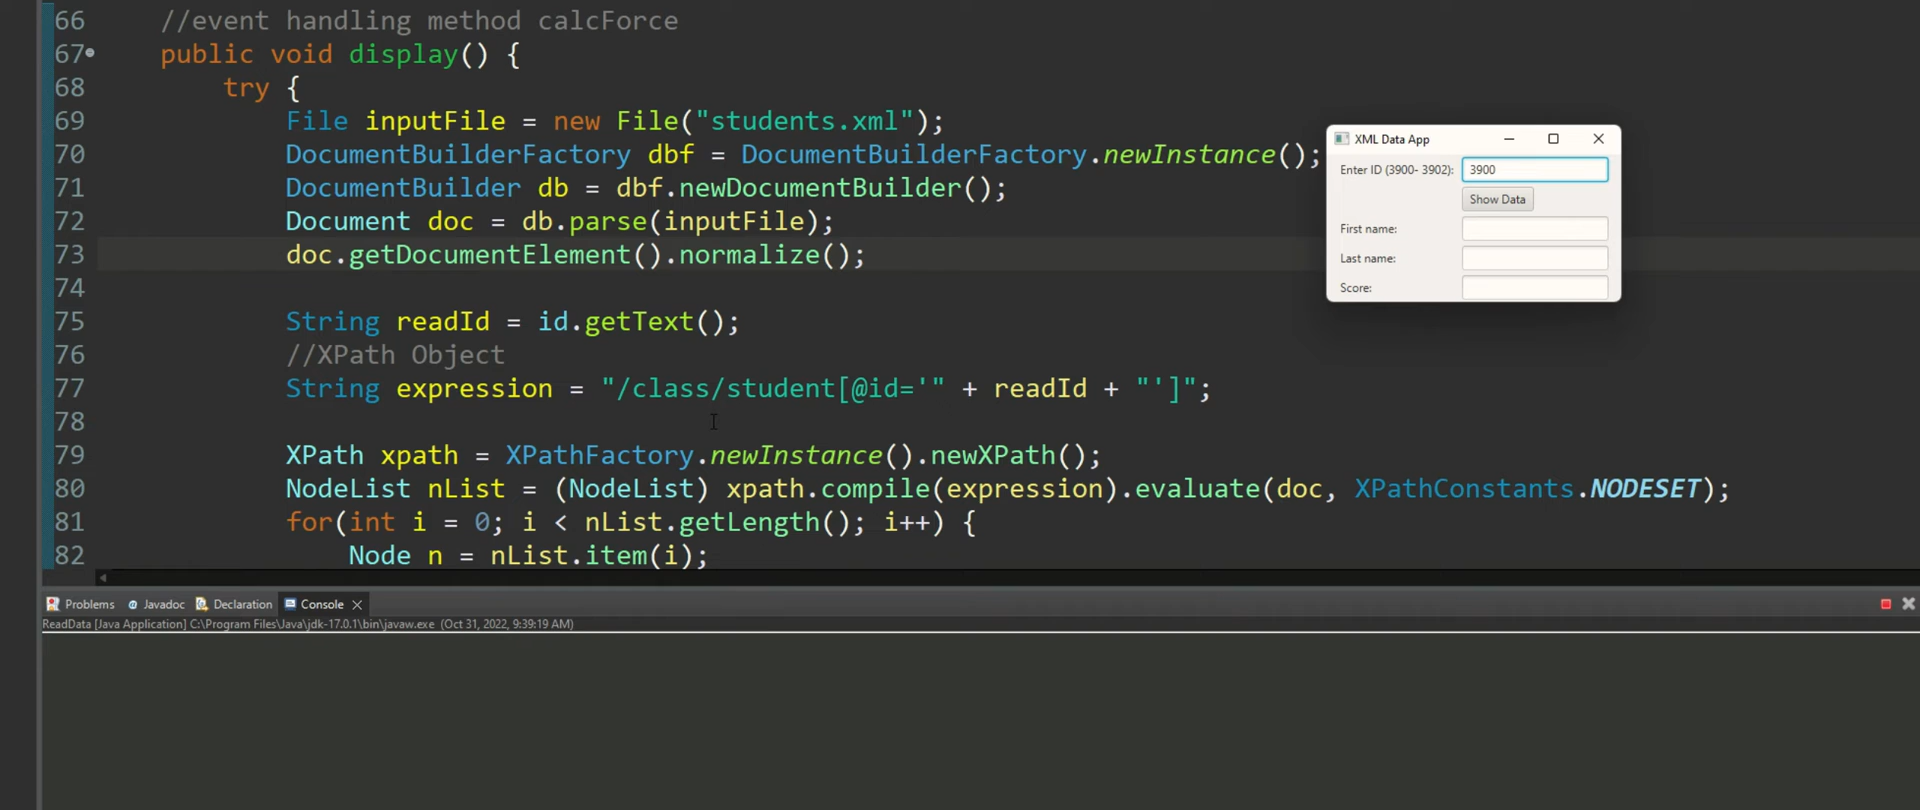 66 //event handling method calcForce
67 public void display() {
68 try {
69 File inputFile = new File("students.xml");
70 DocumentBuilderFactory dbf = DocumentBuilderFactory.newInstance();
71 DocumentBuilder db = dbf.newDocumentBuilder();
72 Document doc = db.parse(inputFile);
73 doc.getDocumentElement().normalize();
74
75 String readId = id.getText();
76 //XPath Object
77 String expression = "/class/student[@id='" + readId + "']";
78
79 XPath xpath = XPathFactory.newInstance().newXPath();
80 NodeList nList = (NodeList) xpath.compile(expression).evaluate(doc, XPathConstants.NODESET);
81 for(int i = 0; i < nList.getLength(); i++) {
82 Node n = nList.item(i);
XML Data App
Enter ID (3900- 3902): 3900
Show Data
First name:
Last name:
Score:
Problems @ Javadoc Declaration Console
ReadData [Java Application] C:\Program Files\Java\jdk-17.0.1\bin\javaw.exe (Oct 31, 2022, 9:39:19 AM)